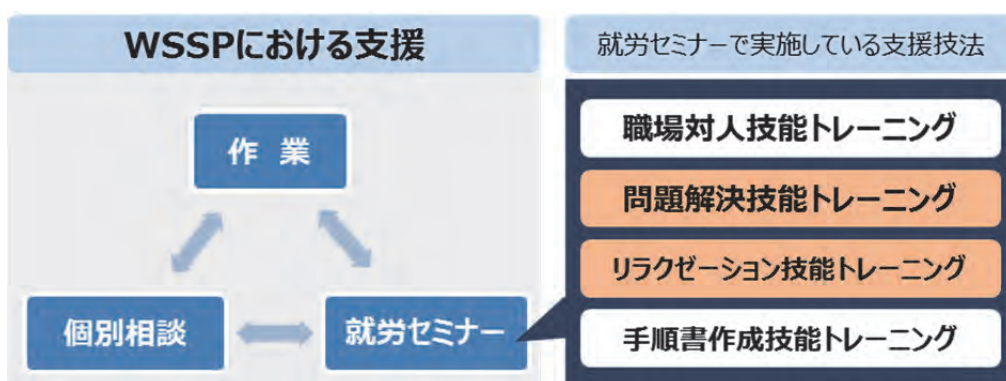 WSSPにおける支援
作 業
個別相談
就労セミナー
就労セミナーで実施している支援技法
職場対人技能トレーニング
問題解決技能トレーニング
リラクゼーション技能トレーニング
手順書作成技能トレーニング